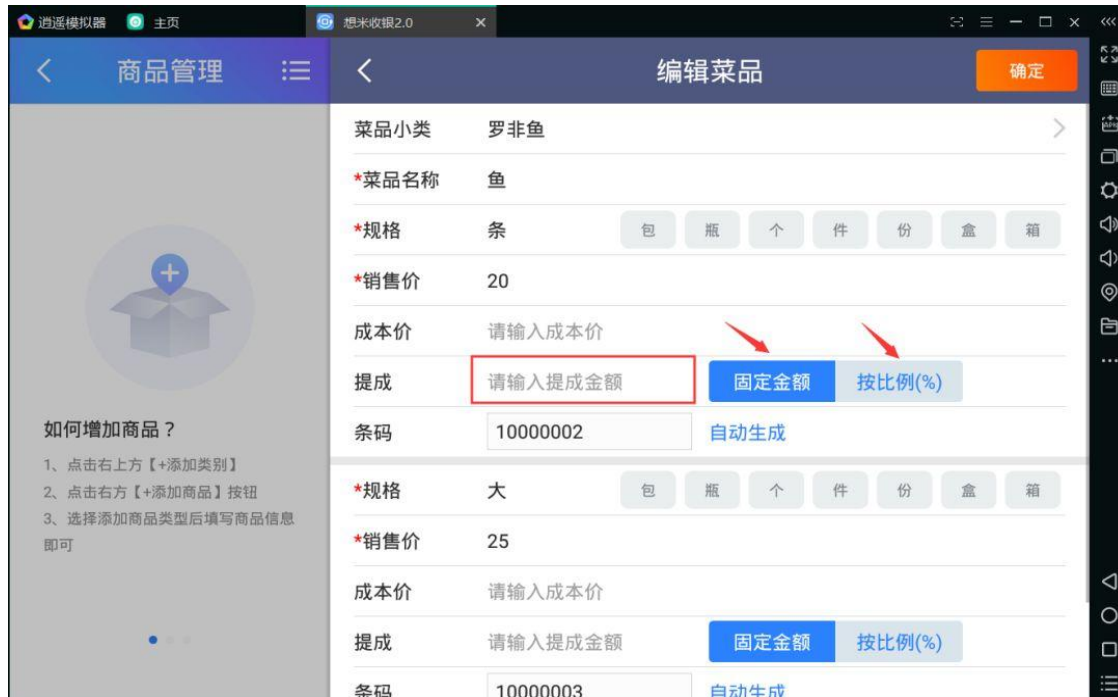 逍遥模拟器 主页 想米收银2.0
商品管理
编辑菜品 确定
菜品小类 罗非鱼
*菜品名称 鱼
*规格 条 包 瓶 个 件 份 盒 箱
*销售价 20
成本价 请输入成本价
提成 请输入提成金额 固定金额 按比例(%)
条码 10000002 自动生成
*规格 大 包 瓶 个 件 份 盒 箱
*销售价 25
成本价 请输入成本价
提成 请输入提成金额 固定金额 按比例(%)
条码 10000003 自动生成
如何增加商品？
1、点击右上方【+添加类别】
2、点击右方【+添加商品】按钮
3、选择添加商品类型后填写商品信息
即可
APK